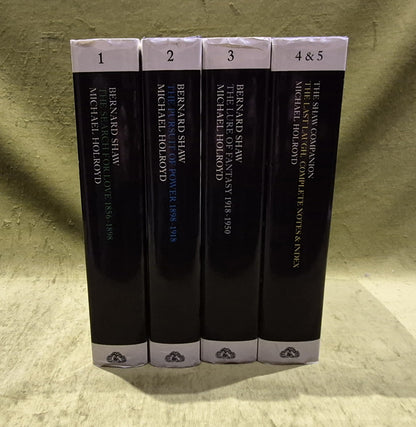 1
BERNARD SHAW
THE SEARCH FOR LOVE 1856-1898
MICHAEL HOLROYD
2
BERNARD SHAW
THE PURSUIT OF POWER 1898-1918
MICHAEL HOLROYD
3
BERNARD SHAW
THE LURE OF FANTASY 1918-1950
MICHAEL HOLROYD
4 & 5
THE SHAW COMPANION
THE LAST LAUGH, COMPLETE NOTES & INDEX
MICHAEL HOLROYD